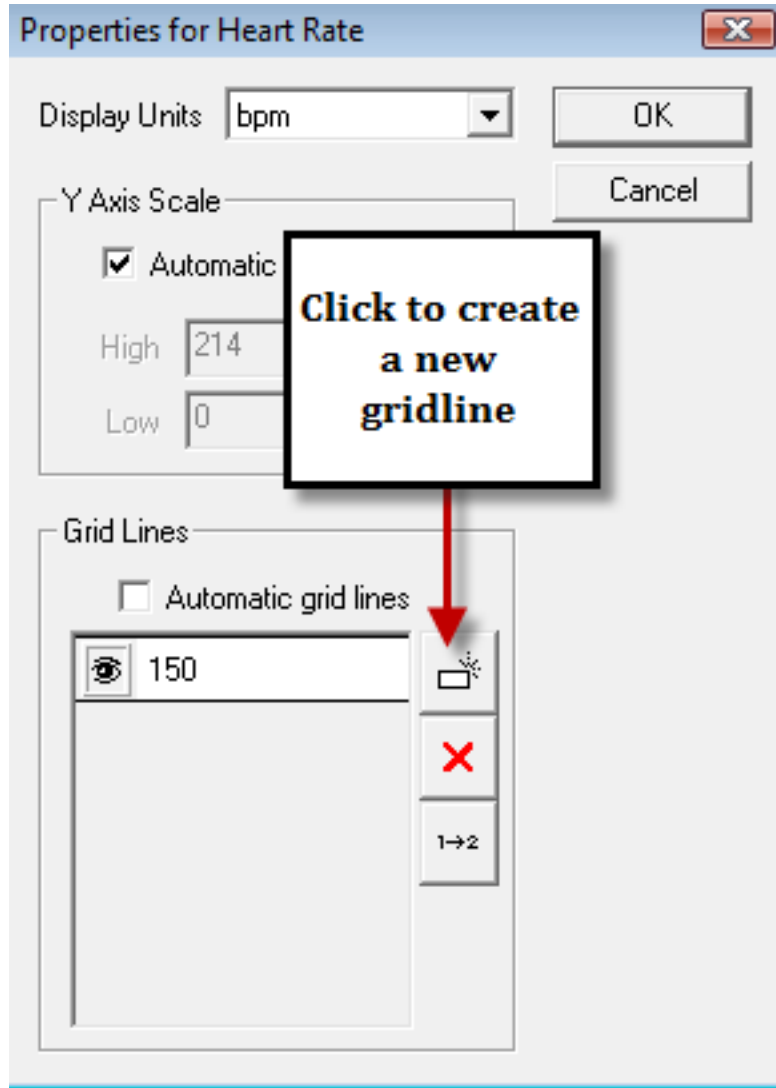 Properties for Heart Rate
Display Units bpm
OK
Cancel
Y Axis Scale
Automatic
High 214
Low 0
Click to create
a new
gridline
Grid Lines
Automatic grid lines
150
1→2